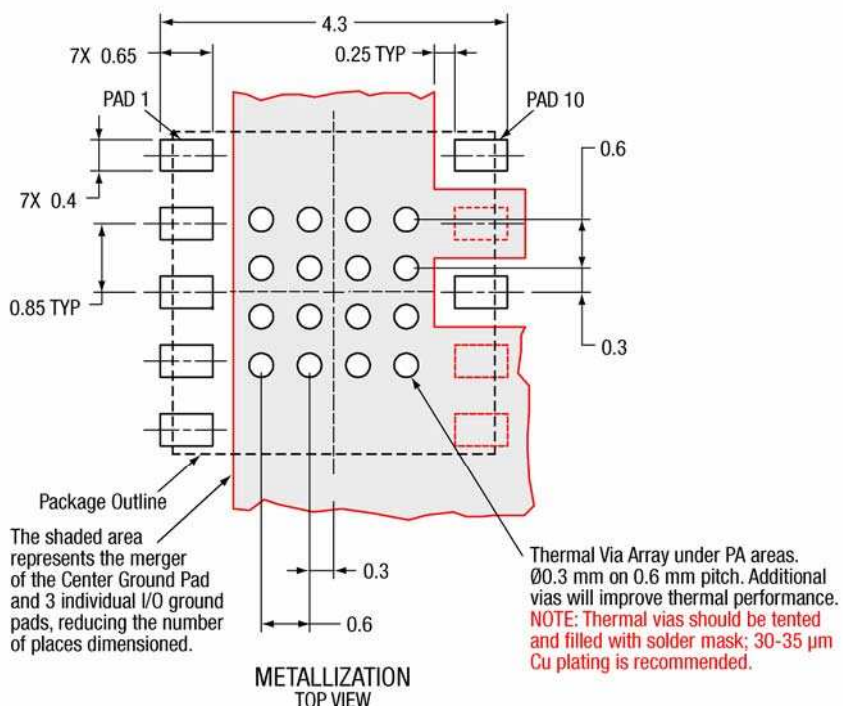 4.3
7X 0.65
0.25 TYP
PAD 1
PAD 10
0.6
7X 0.4
0.85 TYP
0.3
Package Outline
The shaded area
represents the merger
of the Center Ground Pad
and 3 individual I/O ground
pads, reducing the number
of places dimensioned.
0.3
0.6
Thermal Via Array under PA areas.
Ø0.3 mm on 0.6 mm pitch. Additional
vias will improve thermal performance.
NOTE: Thermal vias should be tented
and filled with solder mask; 30-35 µm
Cu plating is recommended.
METALLIZATION
TOP VIEW